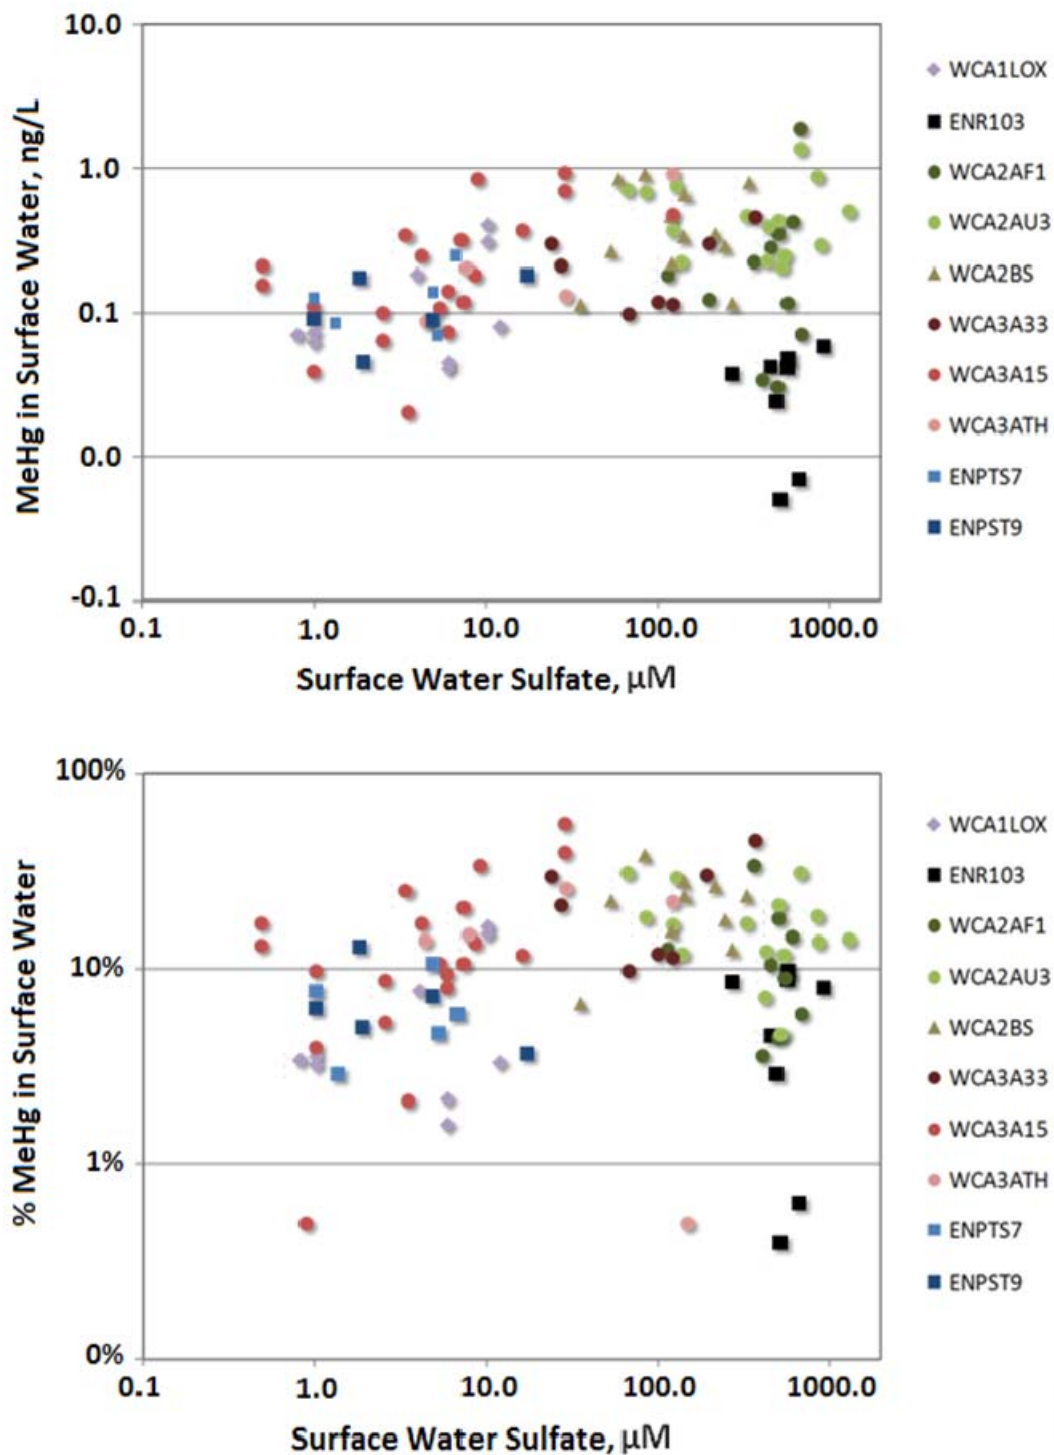 MeHg in Surface Water, ng/L
10.0
1.0
0.1
0.0
-0.1
0.1 1.0 10.0 100.0 1000.0
Surface Water Sulfate, μM
WCA1LOX
ENR103
WCA2AF1
WCA2AU3
WCA2BS
WCA3A33
WCA3A15
WCA3ATH
ENPTS7
ENPST9
% MeHg in Surface Water
100%
10%
1%
0%
0.1 1.0 10.0 100.0 1000.0
Surface Water Sulfate, μM
WCA1LOX
ENR103
WCA2AF1
WCA2AU3
WCA2BS
WCA3A33
WCA3A15
WCA3ATH
ENPTS7
ENPST9